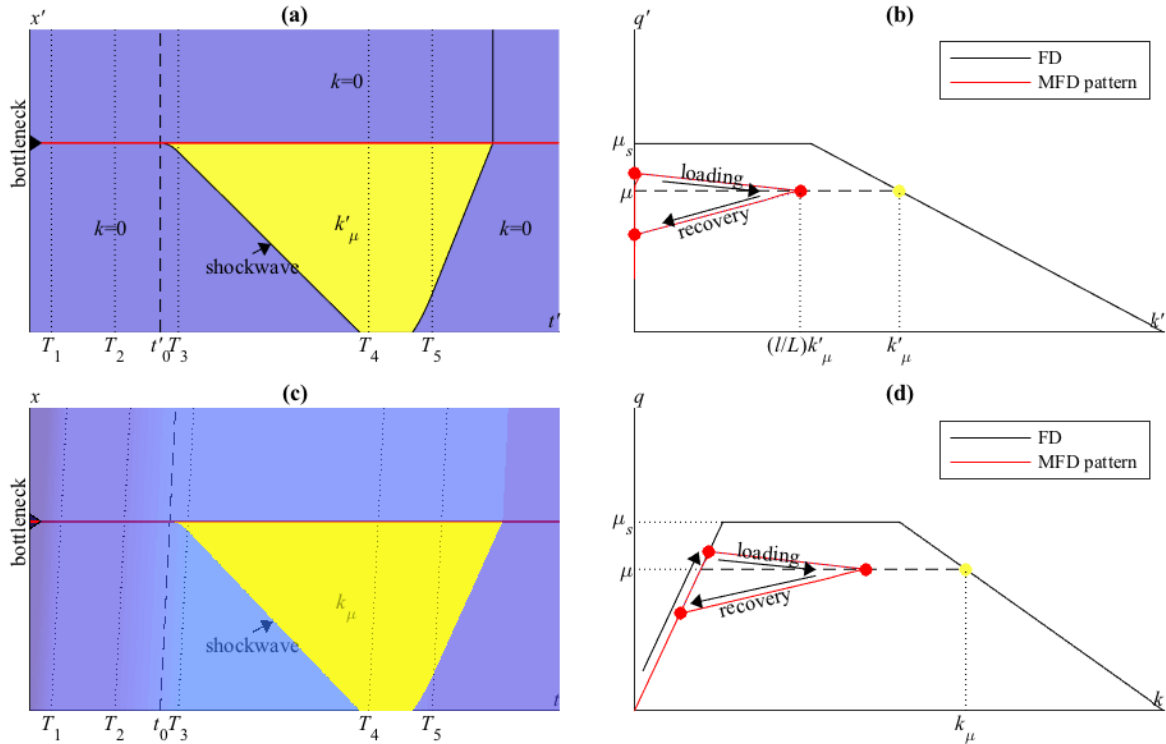 (a)
x′
bottleneck
k=0
k=0
k′μ
k=0
shockwave
t′
T1 T2 t′0 T3 T4 T5
(b)
q′
FD
MFD pattern
μs
μ
loading
recovery
k′
(l/L)k′μ k′μ
(c)
x
bottleneck
kμ
shockwave
t
T1 T2 t0 T3 T4 T5
(d)
q
FD
MFD pattern
μs
μ
loading
recovery
k
kμ